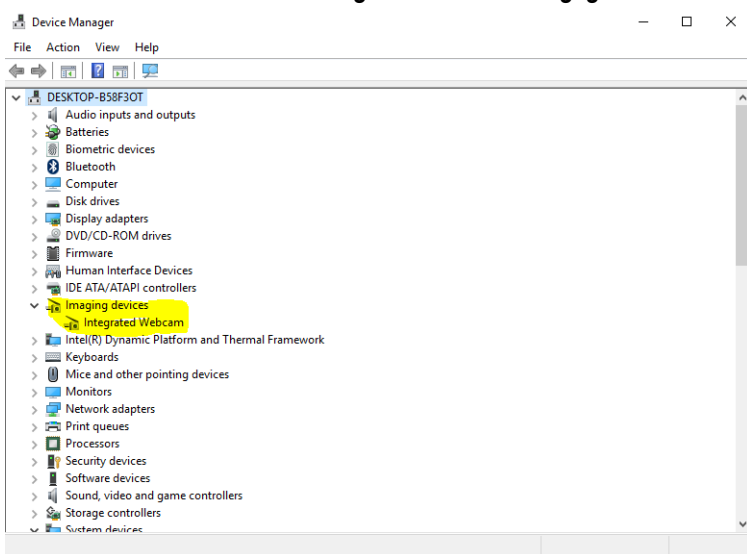 Device Manager
File Action View Help
DESKTOP-B58F3OT
Audio inputs and outputs
Batteries
Biometric devices
Bluetooth
Computer
Disk drives
Display adapters
DVD/CD-ROM drives
Firmware
Human Interface Devices
IDE ATA/ATAPI controllers
Imaging devices
Integrated Webcam
Intel(R) Dynamic Platform and Thermal Framework
Keyboards
Mice and other pointing devices
Monitors
Network adapters
Print queues
Processors
Security devices
Software devices
Sound, video and game controllers
Storage controllers
System devices